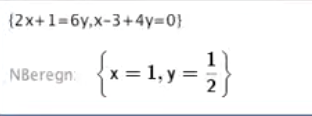 {2x+1=6y,x-3+4y=0}
NBeregn: {x = 1, y = 1/2}